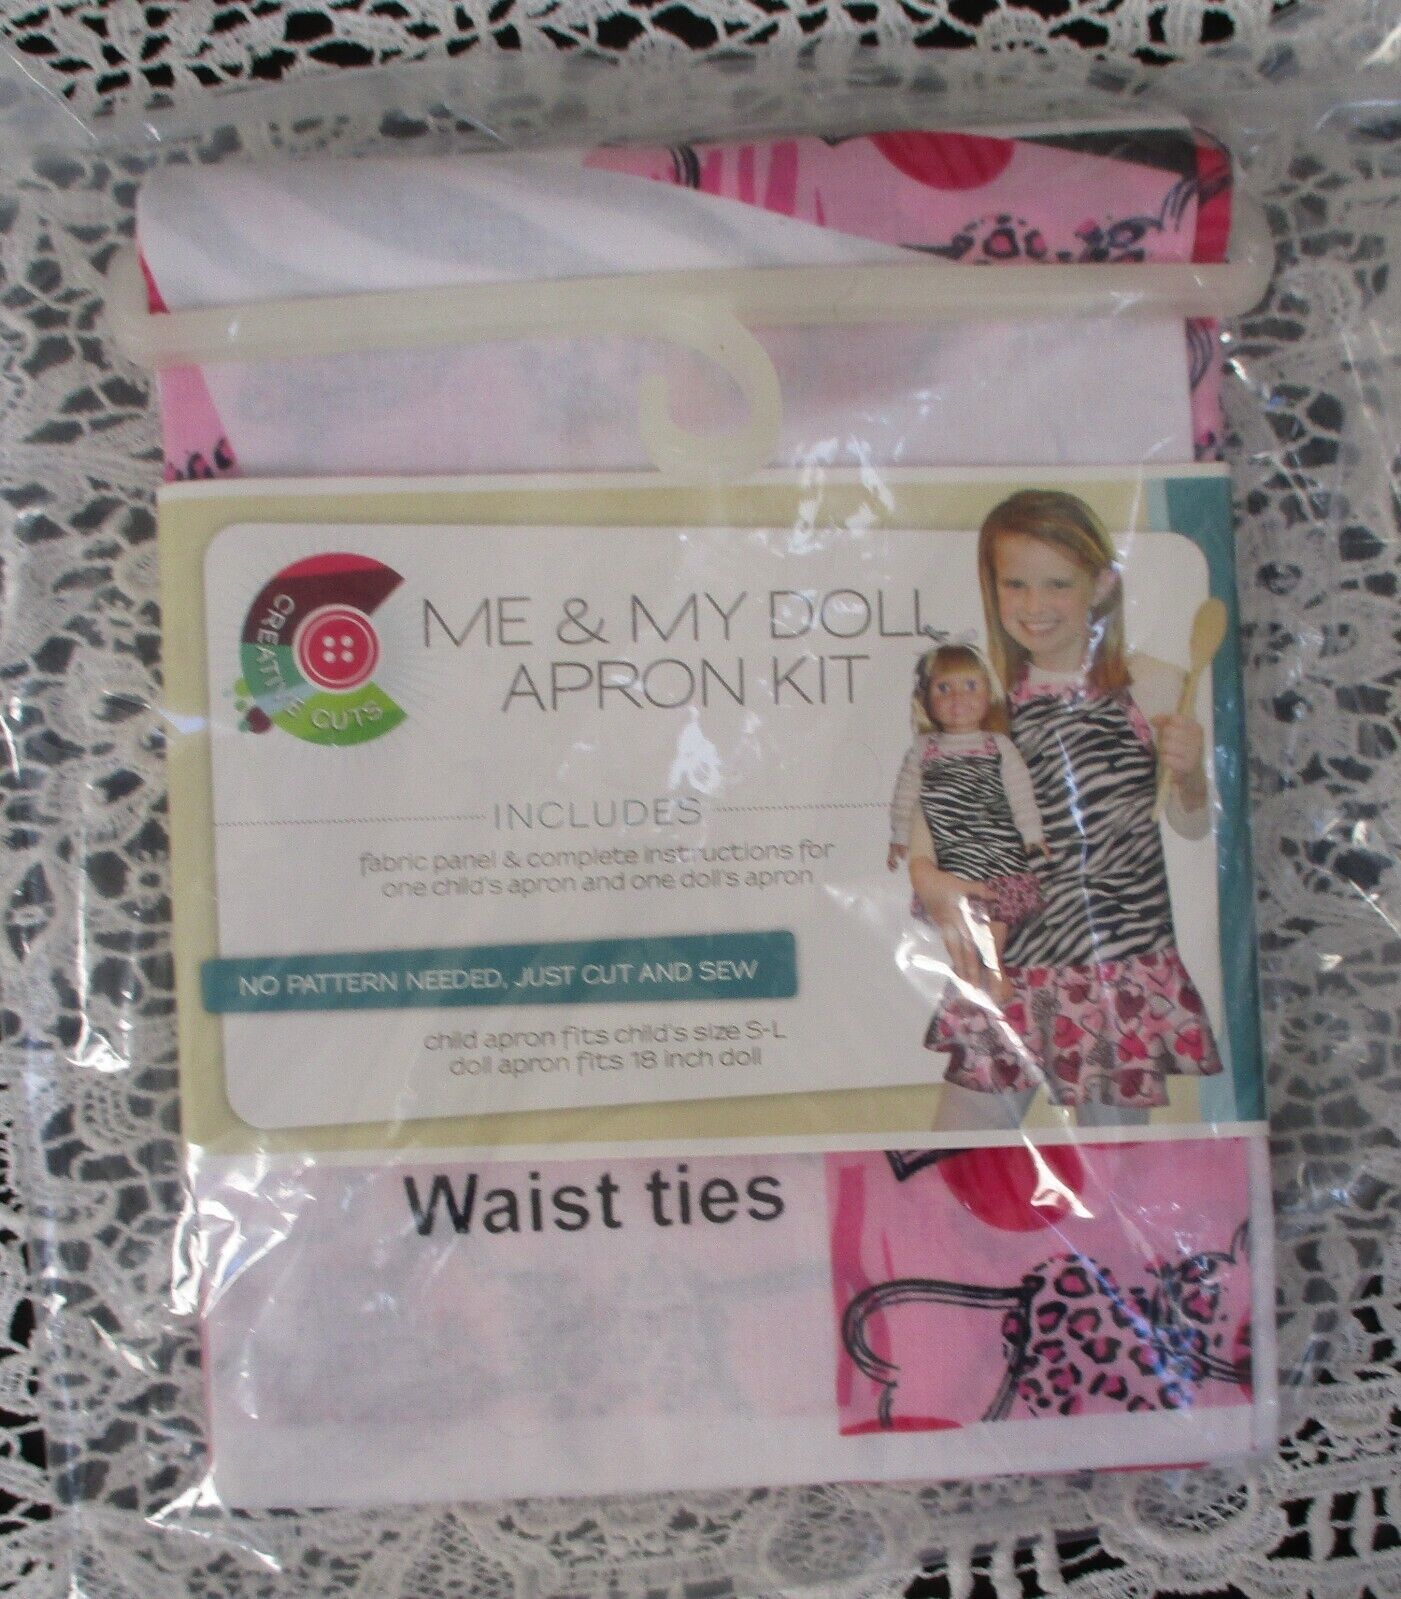 CREATIVE CUTS
ME & MY DOLL
APRON KIT
INCLUDES
fabric panel & complete instructions for
one child's apron and one doll's apron
NO PATTERN NEEDED, JUST CUT AND SEW
child apron fits child's size S-L
doll apron fits 18 inch doll
Waist ties